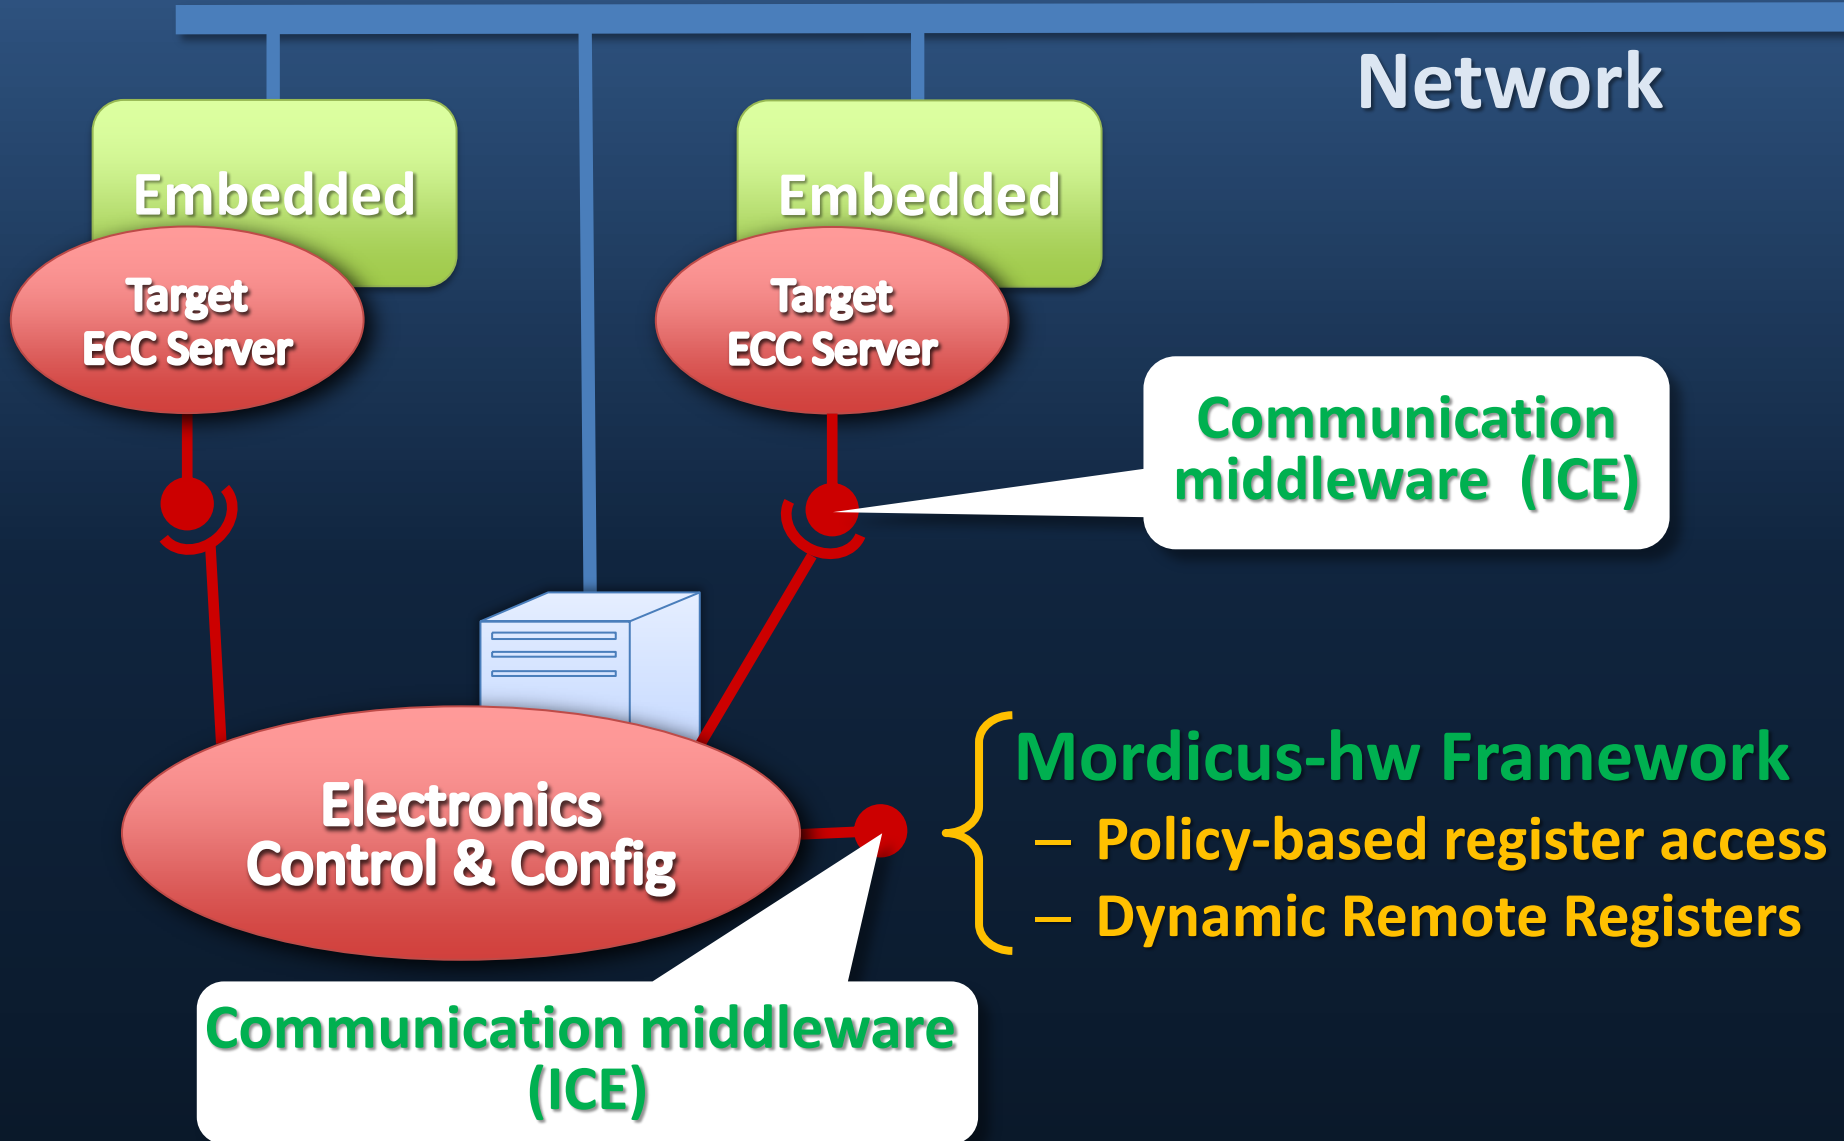 Network
Embedded
Embedded
Target
ECC Server
Target
ECC Server
Communication
middleware (ICE)
Electronics
Control & Config
Mordicus-hw Framework
– Policy-based register access
– Dynamic Remote Registers
Communication middleware
(ICE)